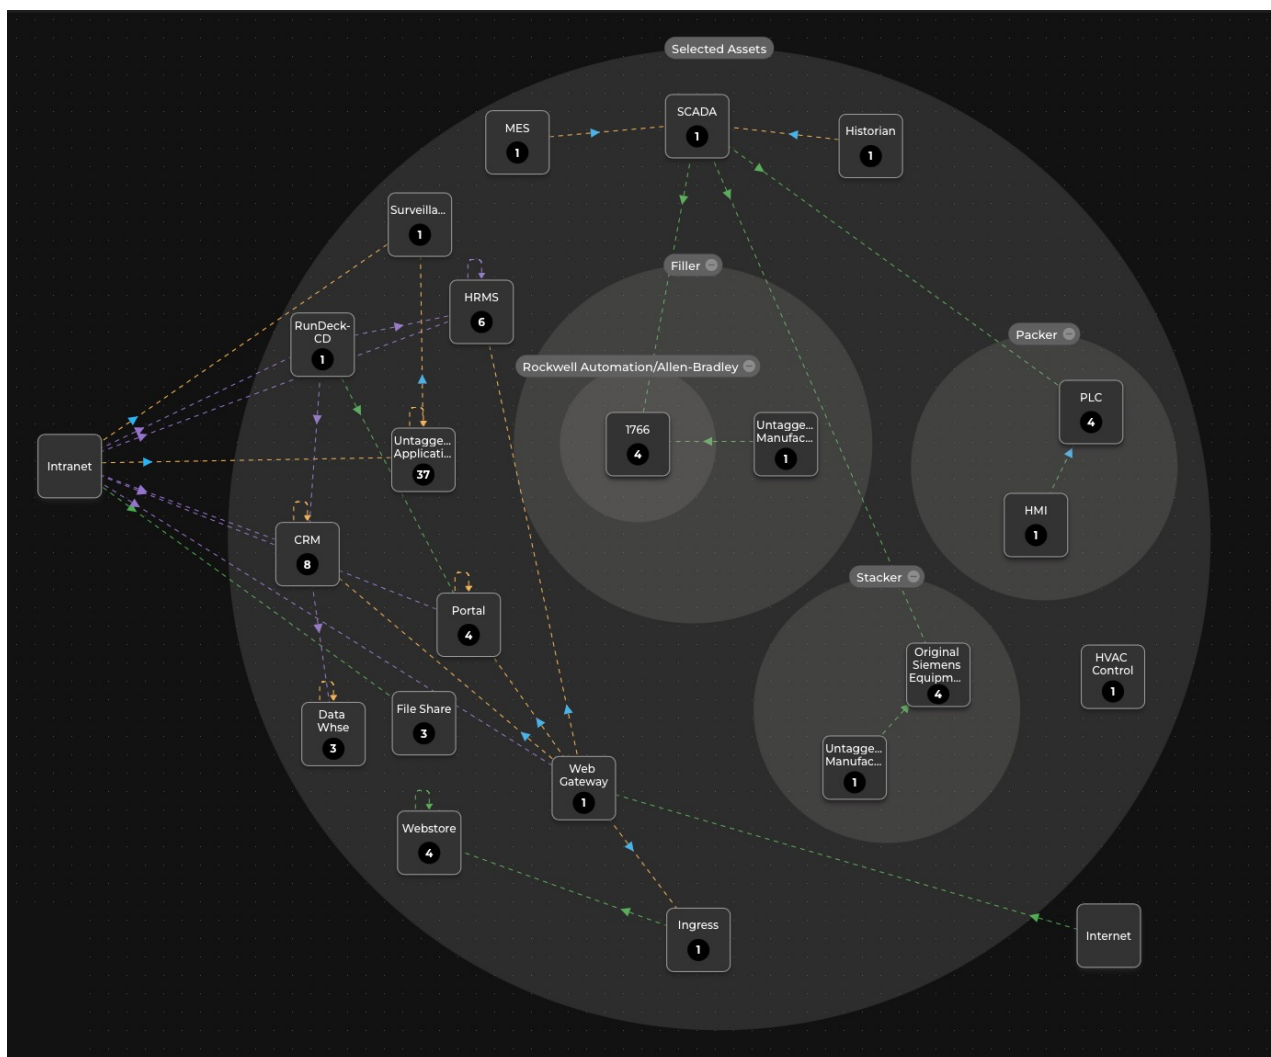 Selected Assets
MES
1
SCADA
1
Historian
1
Surveilla...
1
HRMS
6
RunDeck-
CD
1
Filler
Rockwell Automation/Allen-Bradley
1766
4
Untagge...
Manufac...
1
Packer
PLC
4
HMI
1
Intranet
Untagge...
Applicati...
37
CRM
8
Portal
4
Stacker
Original
Siemens
Equipm...
4
Untagge...
Manufac...
1
HVAC
Control
1
Data
Whse
3
File Share
3
Web
Gateway
1
Webstore
4
Ingress
1
Internet